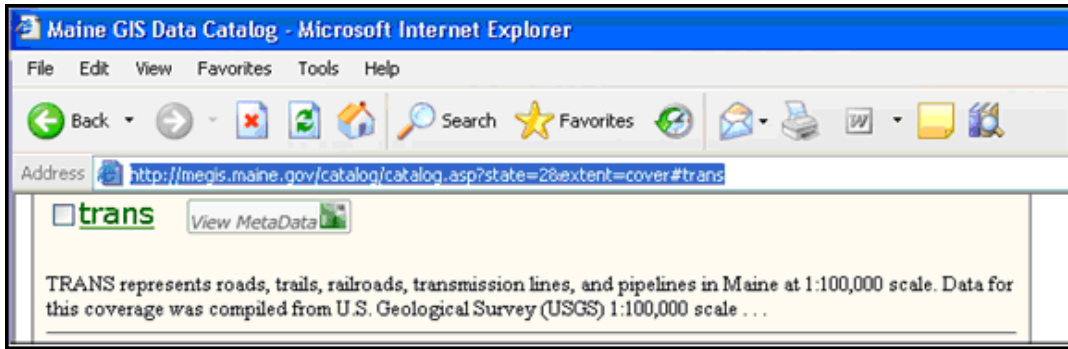 Maine GIS Data Catalog - Microsoft Internet Explorer
File Edit View Favorites Tools Help
Back Search Favorites W
Address http://megis.maine.gov/catalog/catalog.asp?state=2&extent=cover#trans
trans View MetaData
TRANS represents roads, trails, railroads, transmission lines, and pipelines in Maine at 1:100,000 scale. Data for
this coverage was compiled from U.S. Geological Survey (USGS) 1:100,000 scale . . .